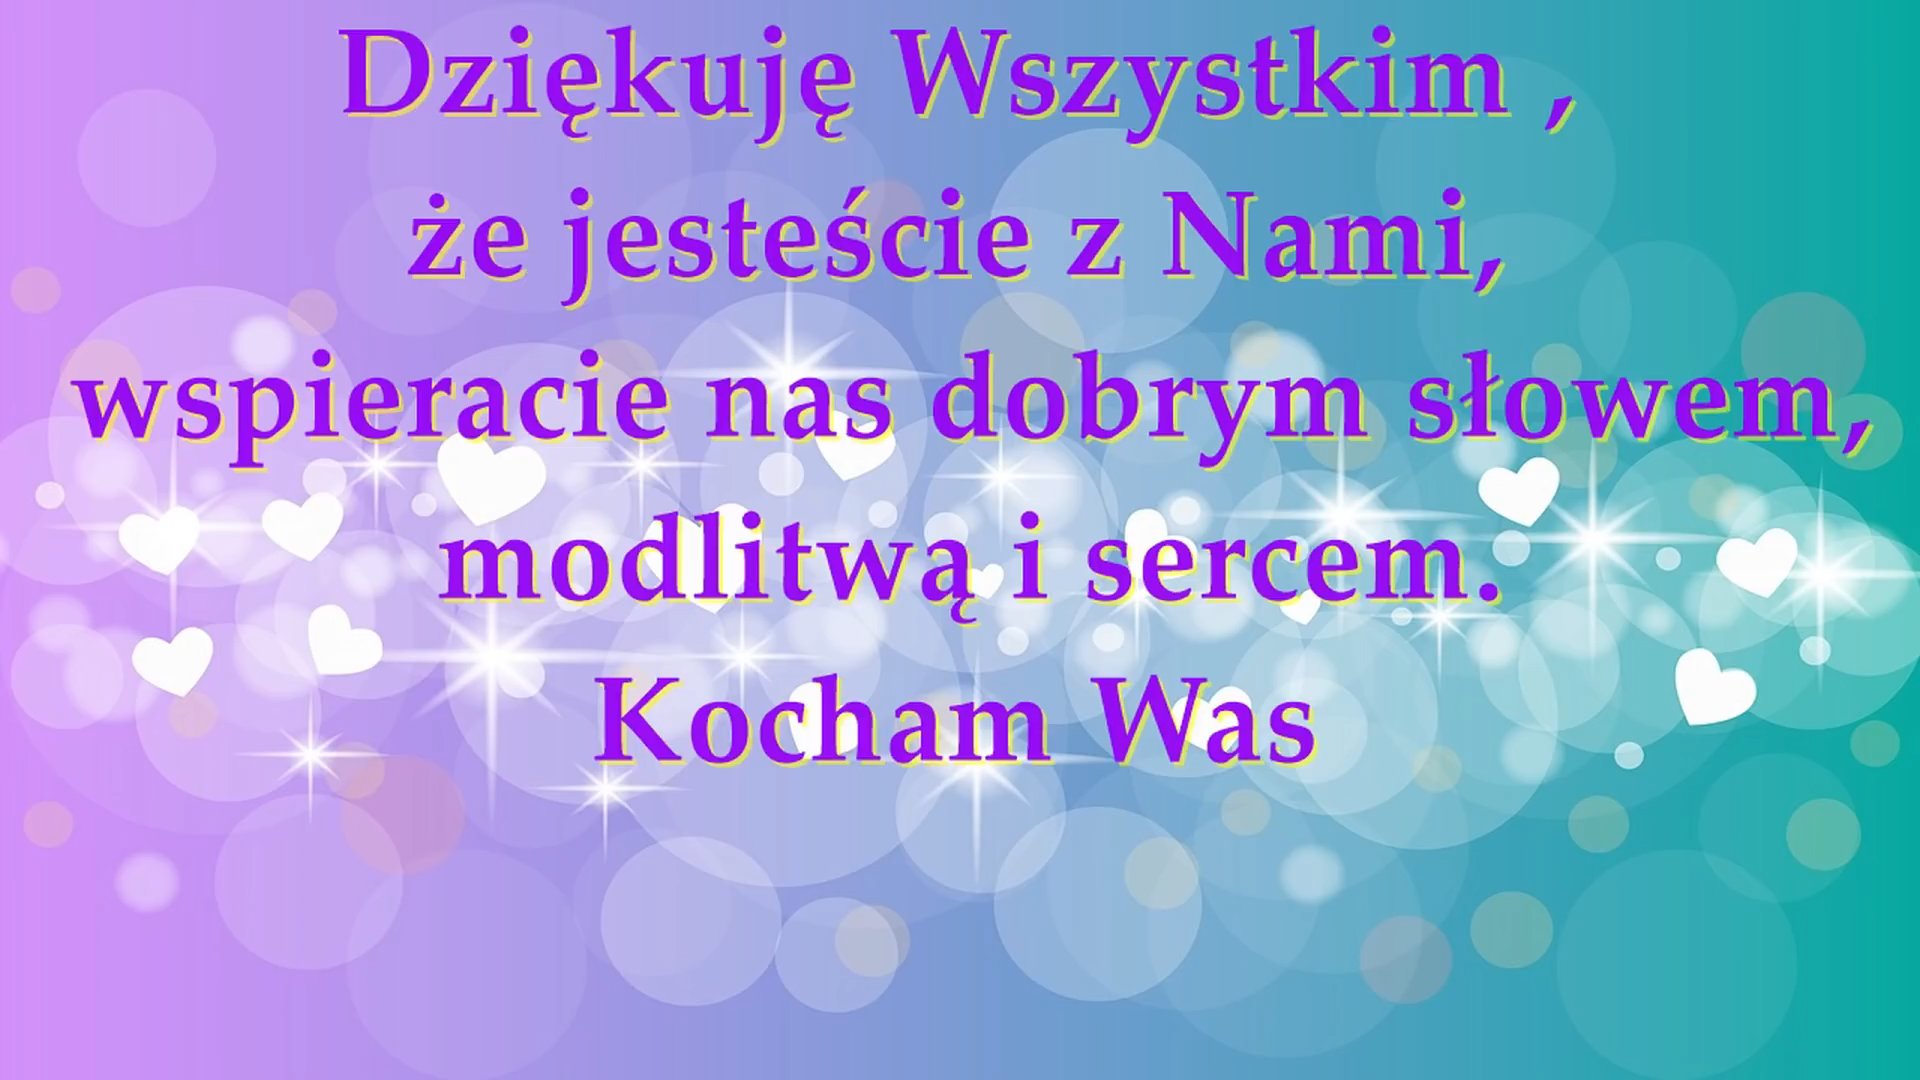 Dziękuję Wszystkim ,
że jesteście z Nami,
wspieracie nas dobrym słowem,
modlitwą i sercem.
Kocham Was